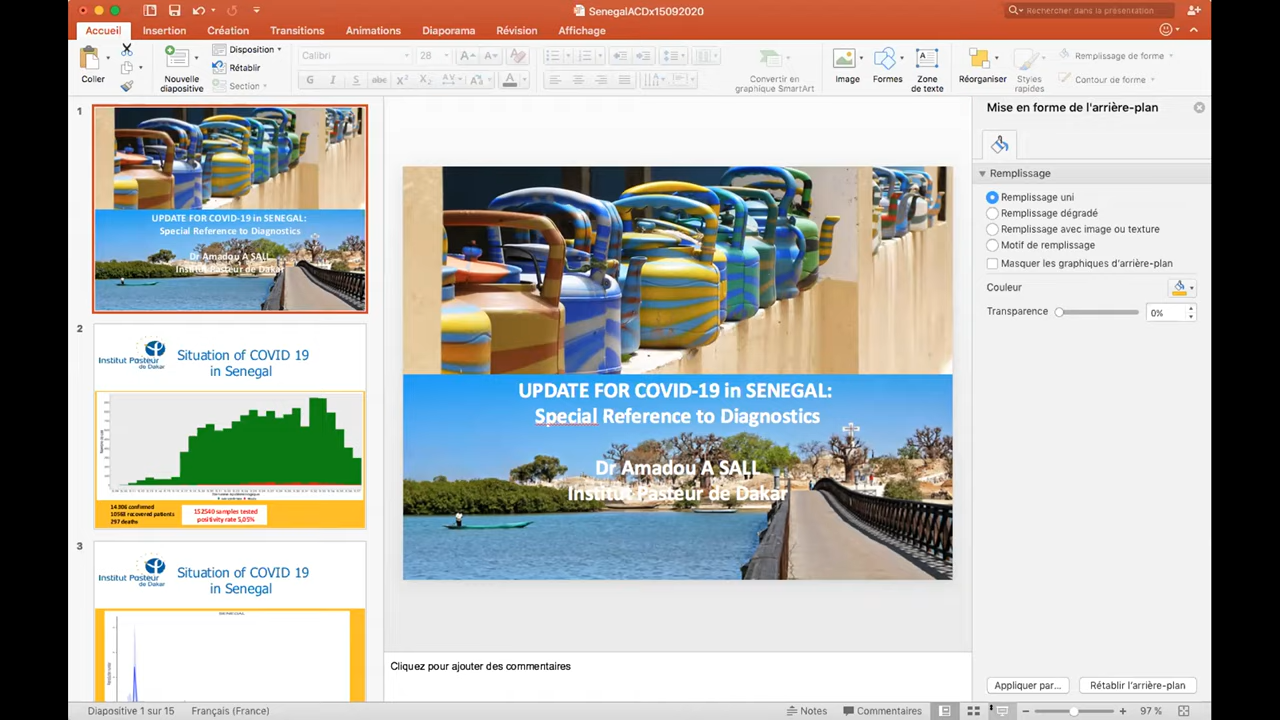 SenegalACDx15092020
Rechercher dans la présentation
Accueil
Insertion
Création
Transitions
Animations
Diaporama
Révision
Affichage
Coller
Nouvelle
diapositive
Disposition
Rétablir
Section
Calibri
28
G
I
S
abc
X²
X₂
AV
Aa
A
Convertir en
graphique SmartArt
Image
Formes
Zone
de texte
Réorganiser
Styles
rapides
Remplissage de forme
Contour de forme
1
UPDATE FOR COVID-19 in SENEGAL:
Special Reference to Diagnostics
Dr Amadou A SALL
Institut Pasteur de Dakar
2
Institut Pasteur
de Dakar
Situation of COVID 19
in Senegal
14 306 confirmed
297 deaths
152540 samples tested
positivity rate 5,05%
3
Institut Pasteur
de Dakar
Situation of COVID 19
in Senegal
UPDATE FOR COVID-19 in SENEGAL:
Special Reference to Diagnostics
Dr Amadou A SALL
Institut Pasteur de Dakar
Cliquez pour ajouter des commentaires
Mise en forme de l'arrière-plan
Remplissage
Remplissage uni
Remplissage dégradé
Remplissage avec image ou texture
Motif de remplissage
Masquer les graphiques d'arrière-plan
Couleur
Transparence
0%
Appliquer par...
Rétablir l'arrière-plan
Diapositive 1 sur 15
Français (France)
Notes
Commentaires
97 %